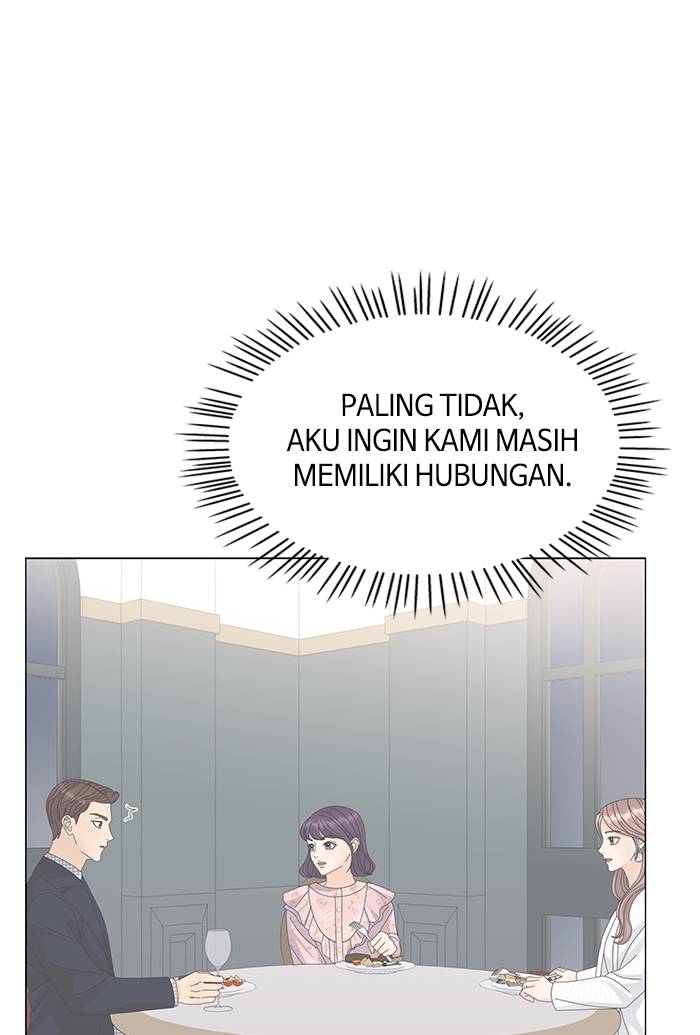 PALING TIDAK,
AKU INGIN KAMI MASIH
MEMILIKI HUBUNGAN.